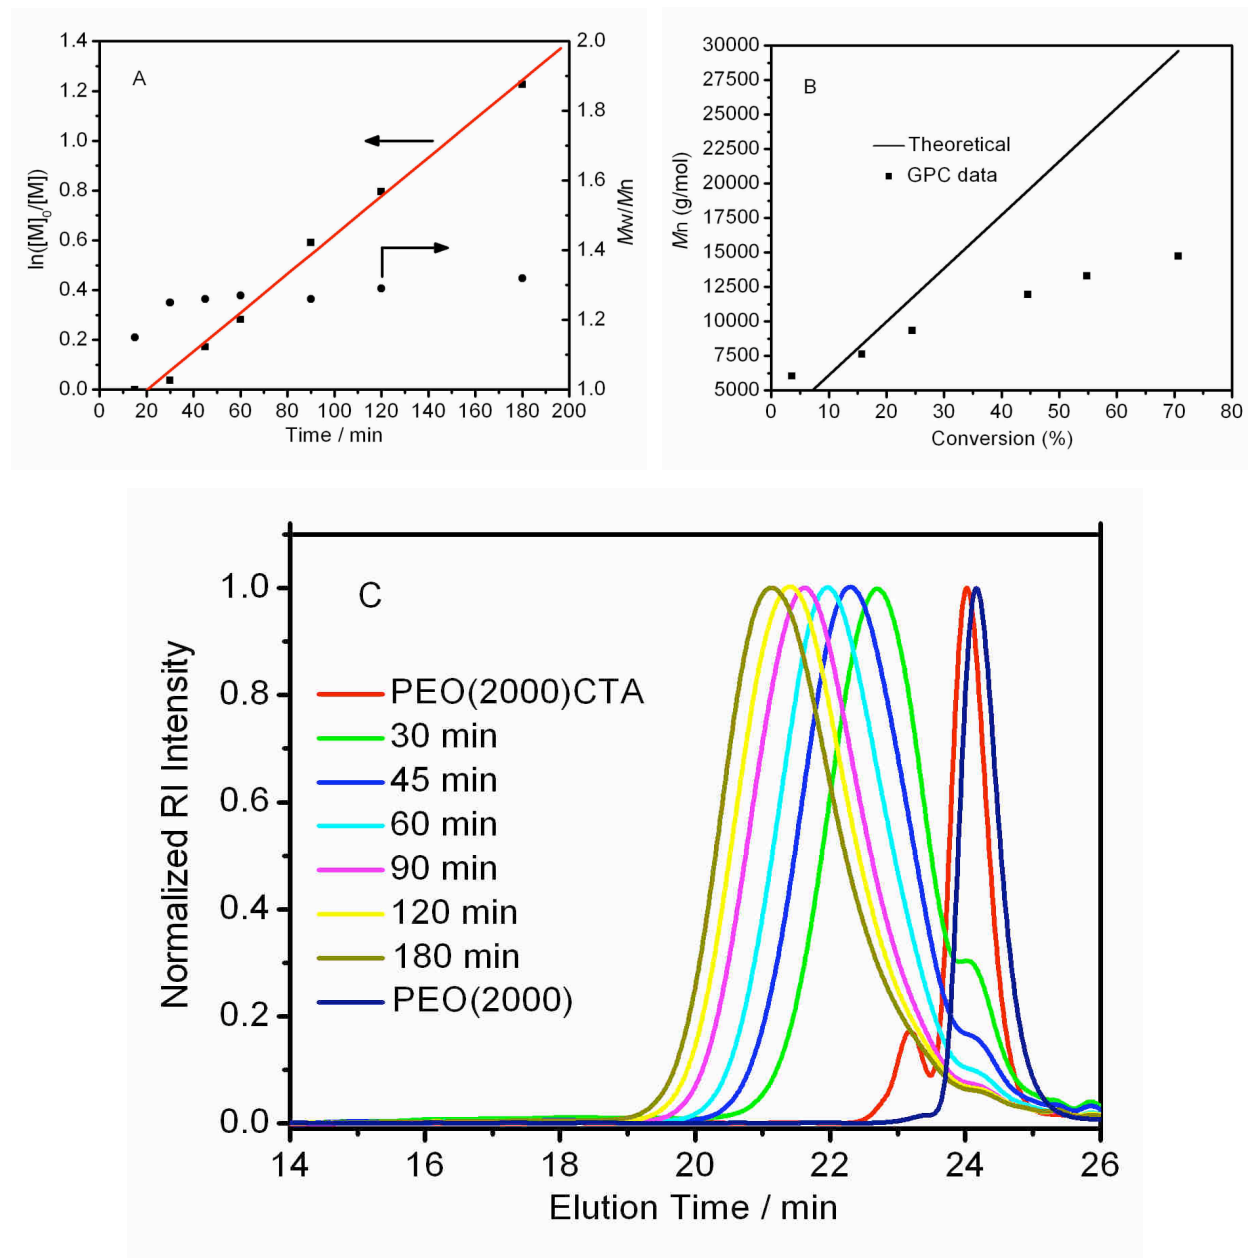 A
ln([M]₀/[M])
1.4
1.2
1.0
0.8
0.6
0.4
0.2
0.0
2.0
1.8
1.6
1.4
1.2
1.0
Mw/Mn
0 20 40 60 80 100 120 140 160 180 200
Time / min
B
Mn (g/mol)
30000
27500
25000
22500
20000
17500
15000
12500
10000
7500
5000
Theoretical
GPC data
0 10 20 30 40 50 60 70 80
Conversion (%)
C
Normalized RI Intensity
1.0
0.8
0.6
0.4
0.2
0.0
PEO(2000)CTA
30 min
45 min
60 min
90 min
120 min
180 min
PEO(2000)
14 16 18 20 22 24 26
Elution Time / min